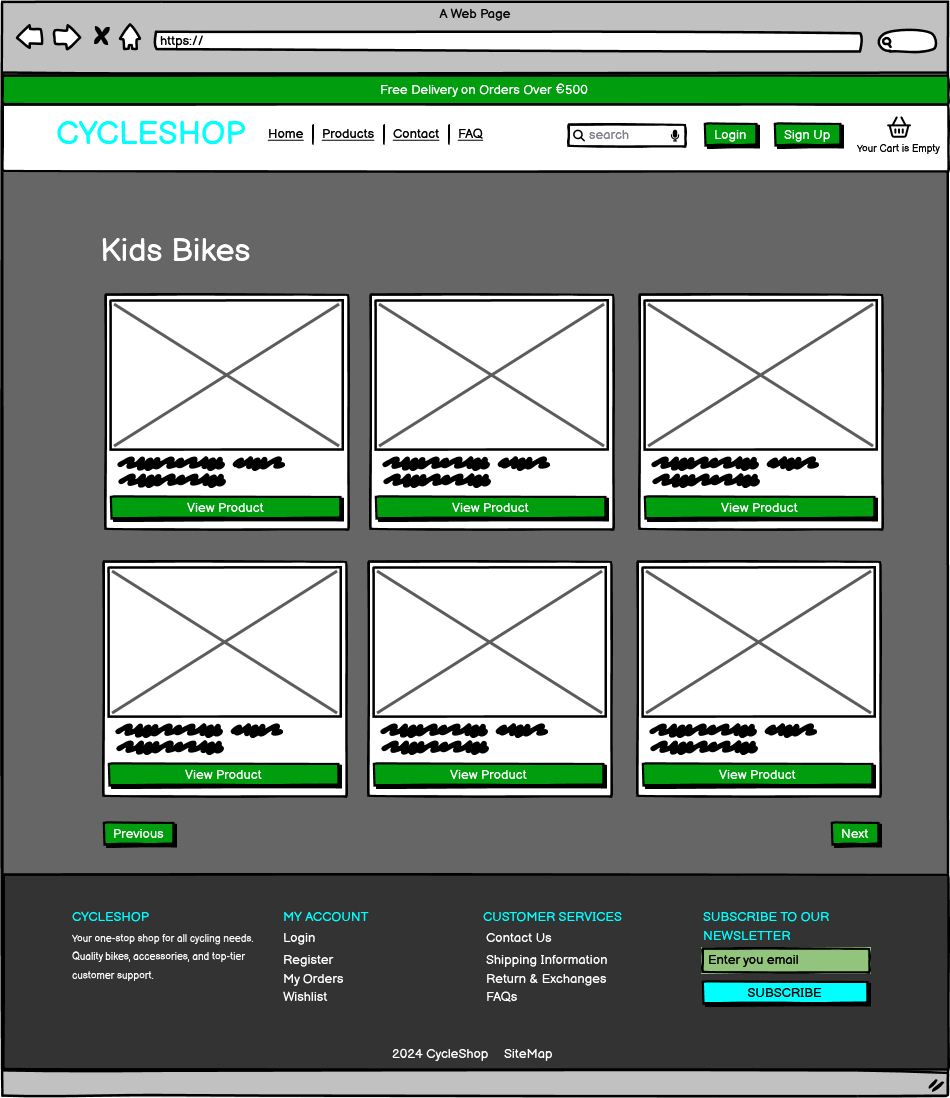 A Web Page
https://
Free Delivery on Orders Over €500
CYCLESHOP Home Products Contact FAQ search Login Sign Up
Your Cart is Empty
Kids Bikes
View Product View Product View Product
View Product View Product View Product
Previous Next
CYCLESHOP
Your one-stop shop for all cycling needs.
Quality bikes, accessories, and top-tier
customer support.
MY ACCOUNT
Login
Register
My Orders
Wishlist
CUSTOMER SERVICES
Contact Us
Shipping Information
Return & Exchanges
FAQs
SUBSCRIBE TO OUR
NEWSLETTER
Enter you email
SUBSCRIBE
2024 CycleShop SiteMap